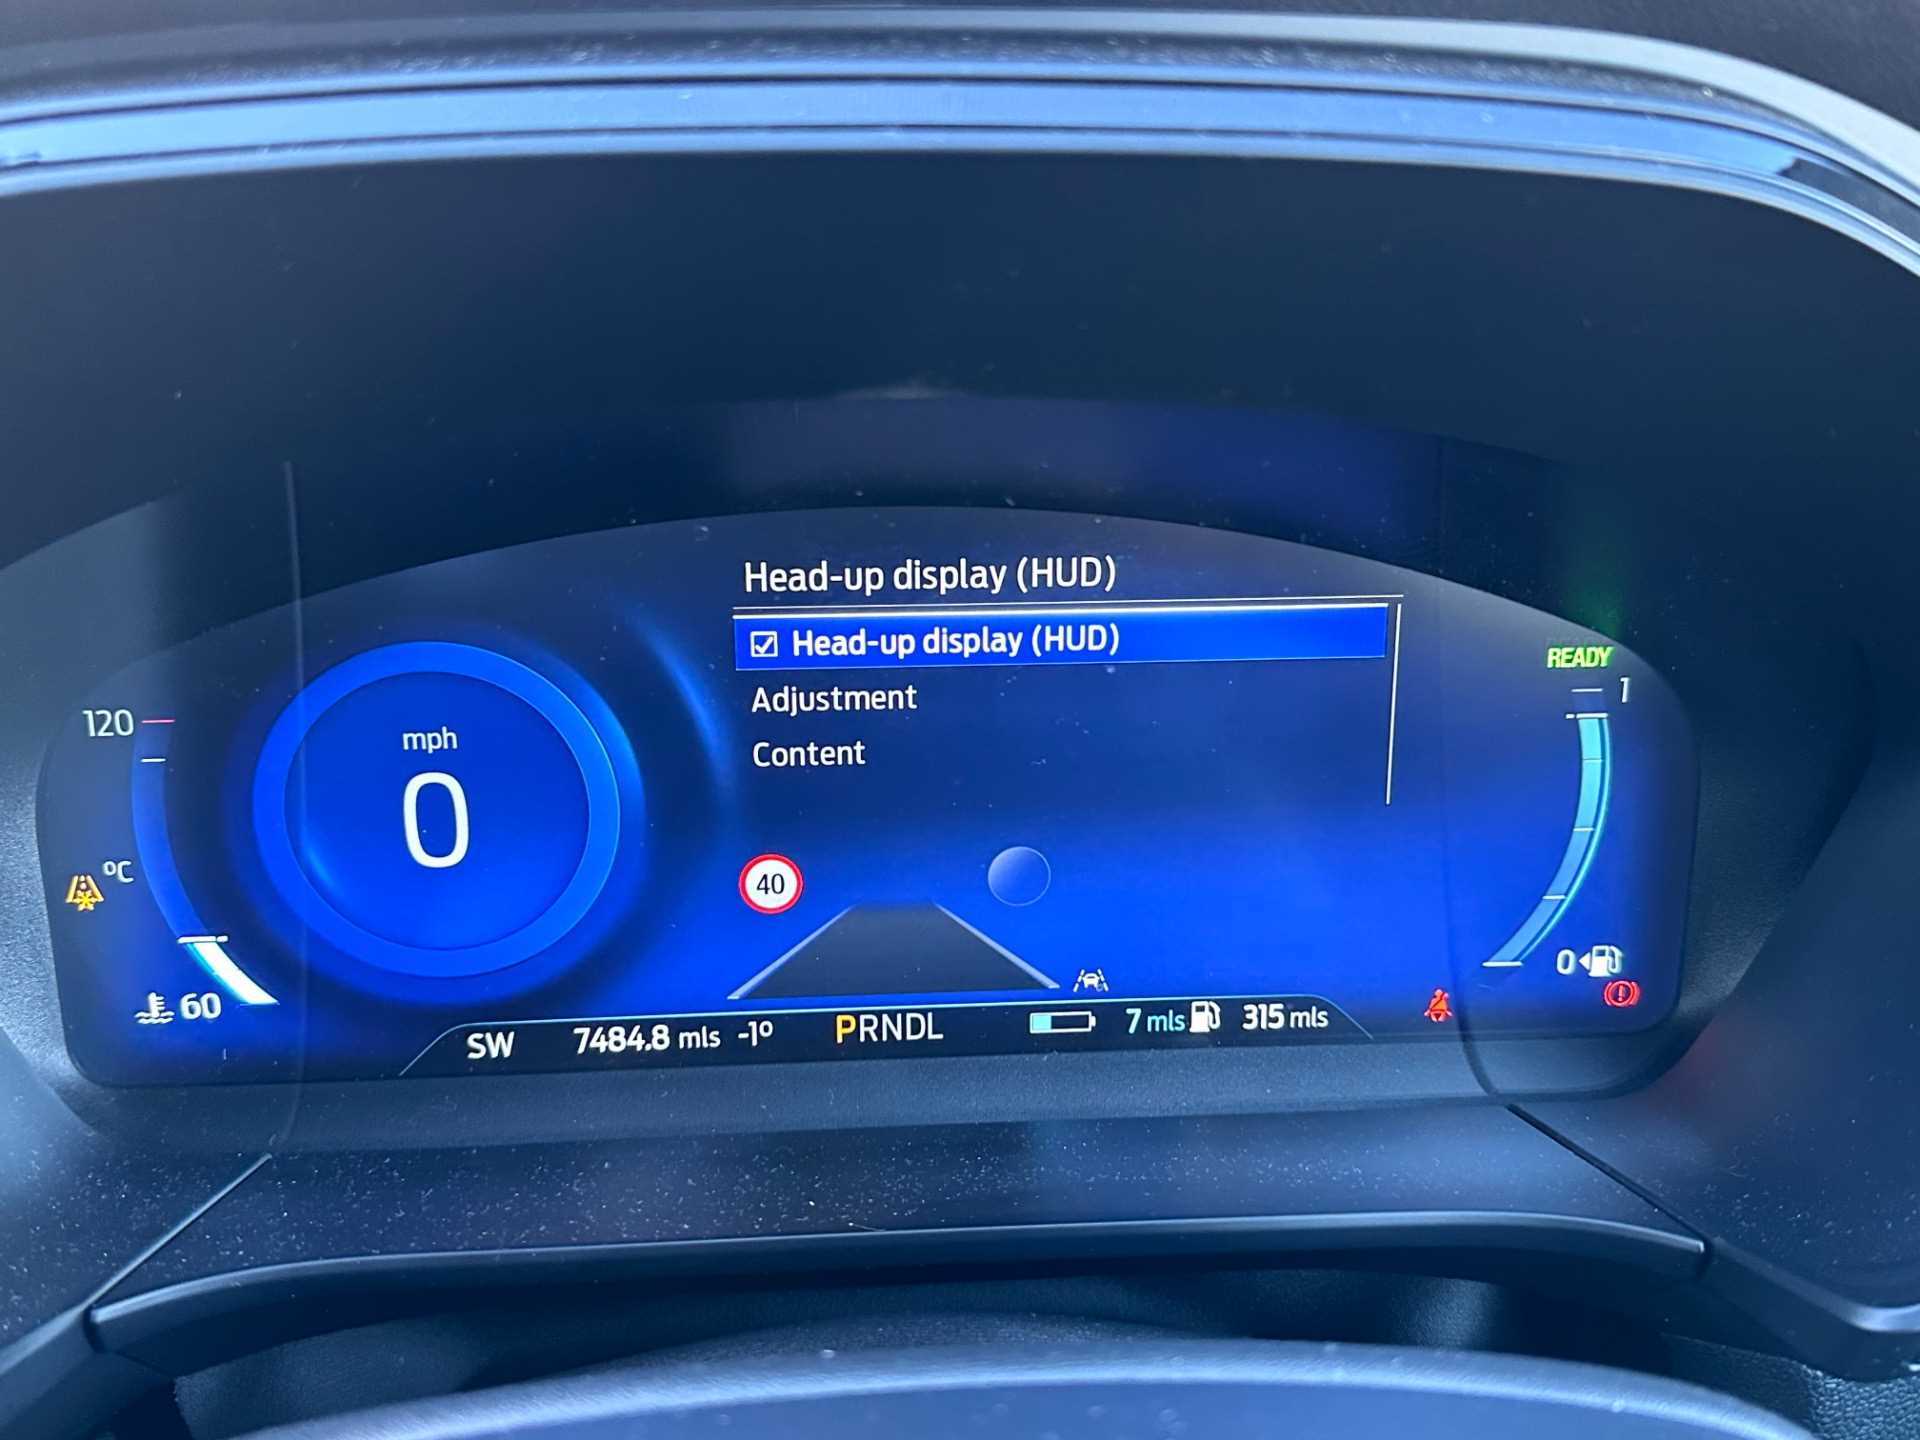 Head-up display (HUD)
Head-up display (HUD)
Adjustment
Content
READY
1
120
mph
0
°C
40
60
0
SW 7484.8 mls -1° PRNDL 7 mls 315 mls